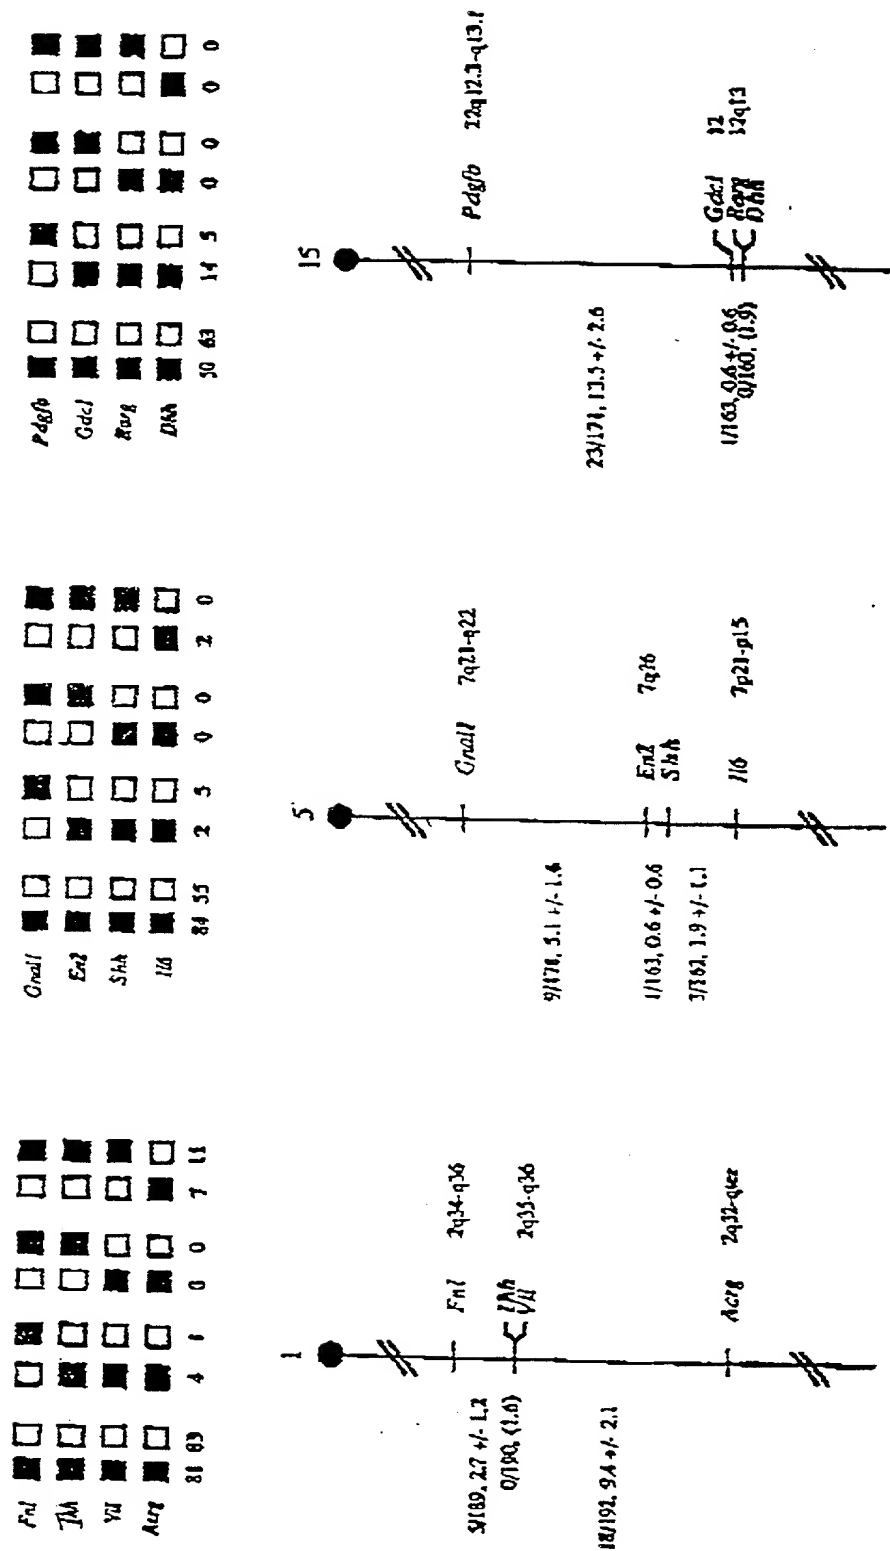 Fn1
Ihh
Vil
Acrg
81 83 4 1 0 0 7 11
1
Fn1 2q34-q36
Ihh
Vil
2q35-q36
Acrg 2q32-qter
5/189, 2.7 +/- 1.2
0/190, (1.6)
18/192, 9.4 +/- 2.1
Gnai1
En2
Shh
Il6
84 55 2 5 0 0 2 0
5
Gnai1 7q21-q22
En2 7q36
Shh
Il6 7p21-p15
9/178, 5.1 +/- 1.6
1/163, 0.6 +/- 0.6
3/162, 1.9 +/- 1.1
Pdgfb
Gdc1
Rarg
Dhh
50 63 14 5 0 0 0 0
15
Pdgfb 22q12.3-q13.1
Gdc1 12
Rarg 12q13
Dhh
23/171, 13.5 +/- 2.6
1/163, 0.6 +/- 0.6
0/160, (1.9)